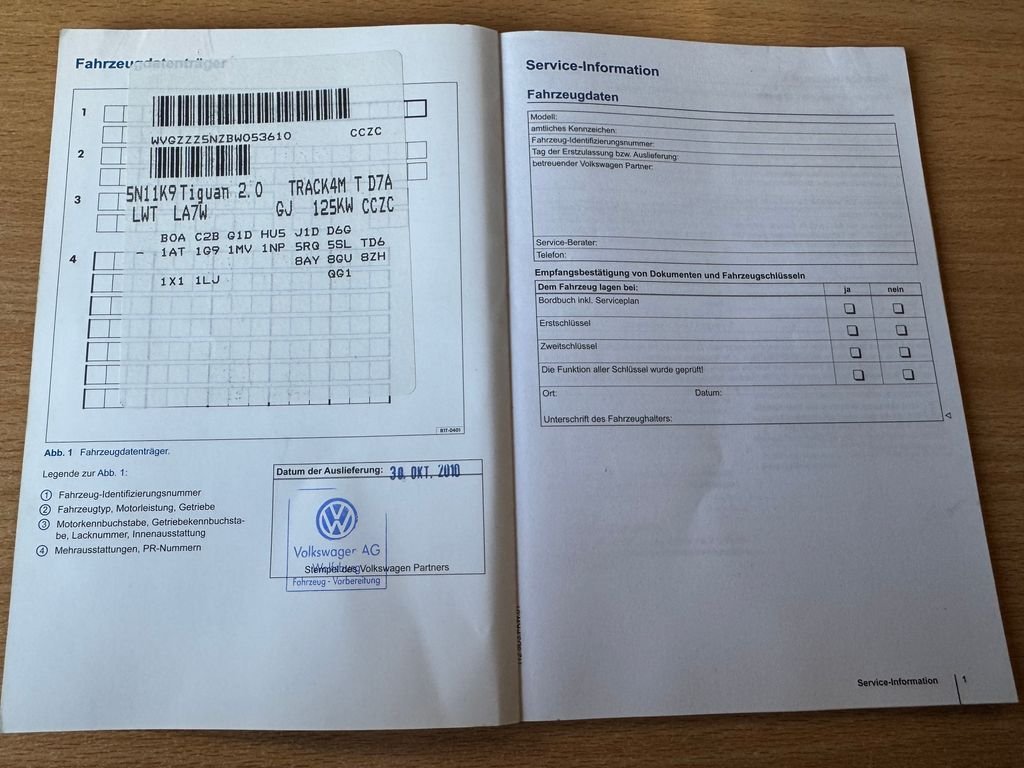 Fahrzeugdatenträger
1
WVGZZZ5NZBW053610 CCZC
2
3
5N11K9 Tiguan 2.0 TRACK4M T D7A
LWT LA7W GJ 125KW CCZC
B0A C2B G1D HU5 J1D D6G
4
- 1AT 1G9 1MV 1NP 5RQ 5SL TD6
8AY 8GU 8ZH
1X1 1LJ QG1
B1T-0401
Abb. 1 Fahrzeugdatenträger.
Legende zur Abb. 1:
1 Fahrzeug-Identifizierungsnummer
2 Fahrzeugtyp, Motorleistung, Getriebe
3 Motorkennbuchstabe, Getriebekennbuchsta-
be, Lacknummer, Innenausstattung
4 Mehrausstattungen, PR-Nummern
Datum der Auslieferung: 30. OKT. 2010
Volkswagen AG
Wolfsburg
Stempel des Volkswagen Partners
Fahrzeug-Vorbereitung
Service-Information
Fahrzeugdaten
Modell:
amtliches Kennzeichen:
Fahrzeug-Identifizierungsnummer:
Tag der Erstzulassung bzw. Auslieferung:
betreuender Volkswagen Partner:
Service-Berater:
Telefon:
Empfangsbestätigung von Dokumenten und Fahrzeugschlüsseln
Dem Fahrzeug lagen bei: ja nein
Bordbuch inkl. Serviceplan
Erstschlüssel
Zweitschlüssel
Die Funktion aller Schlüssel wurde geprüft!
Ort: Datum:
Unterschrift des Fahrzeughalters:
Service-Information 1